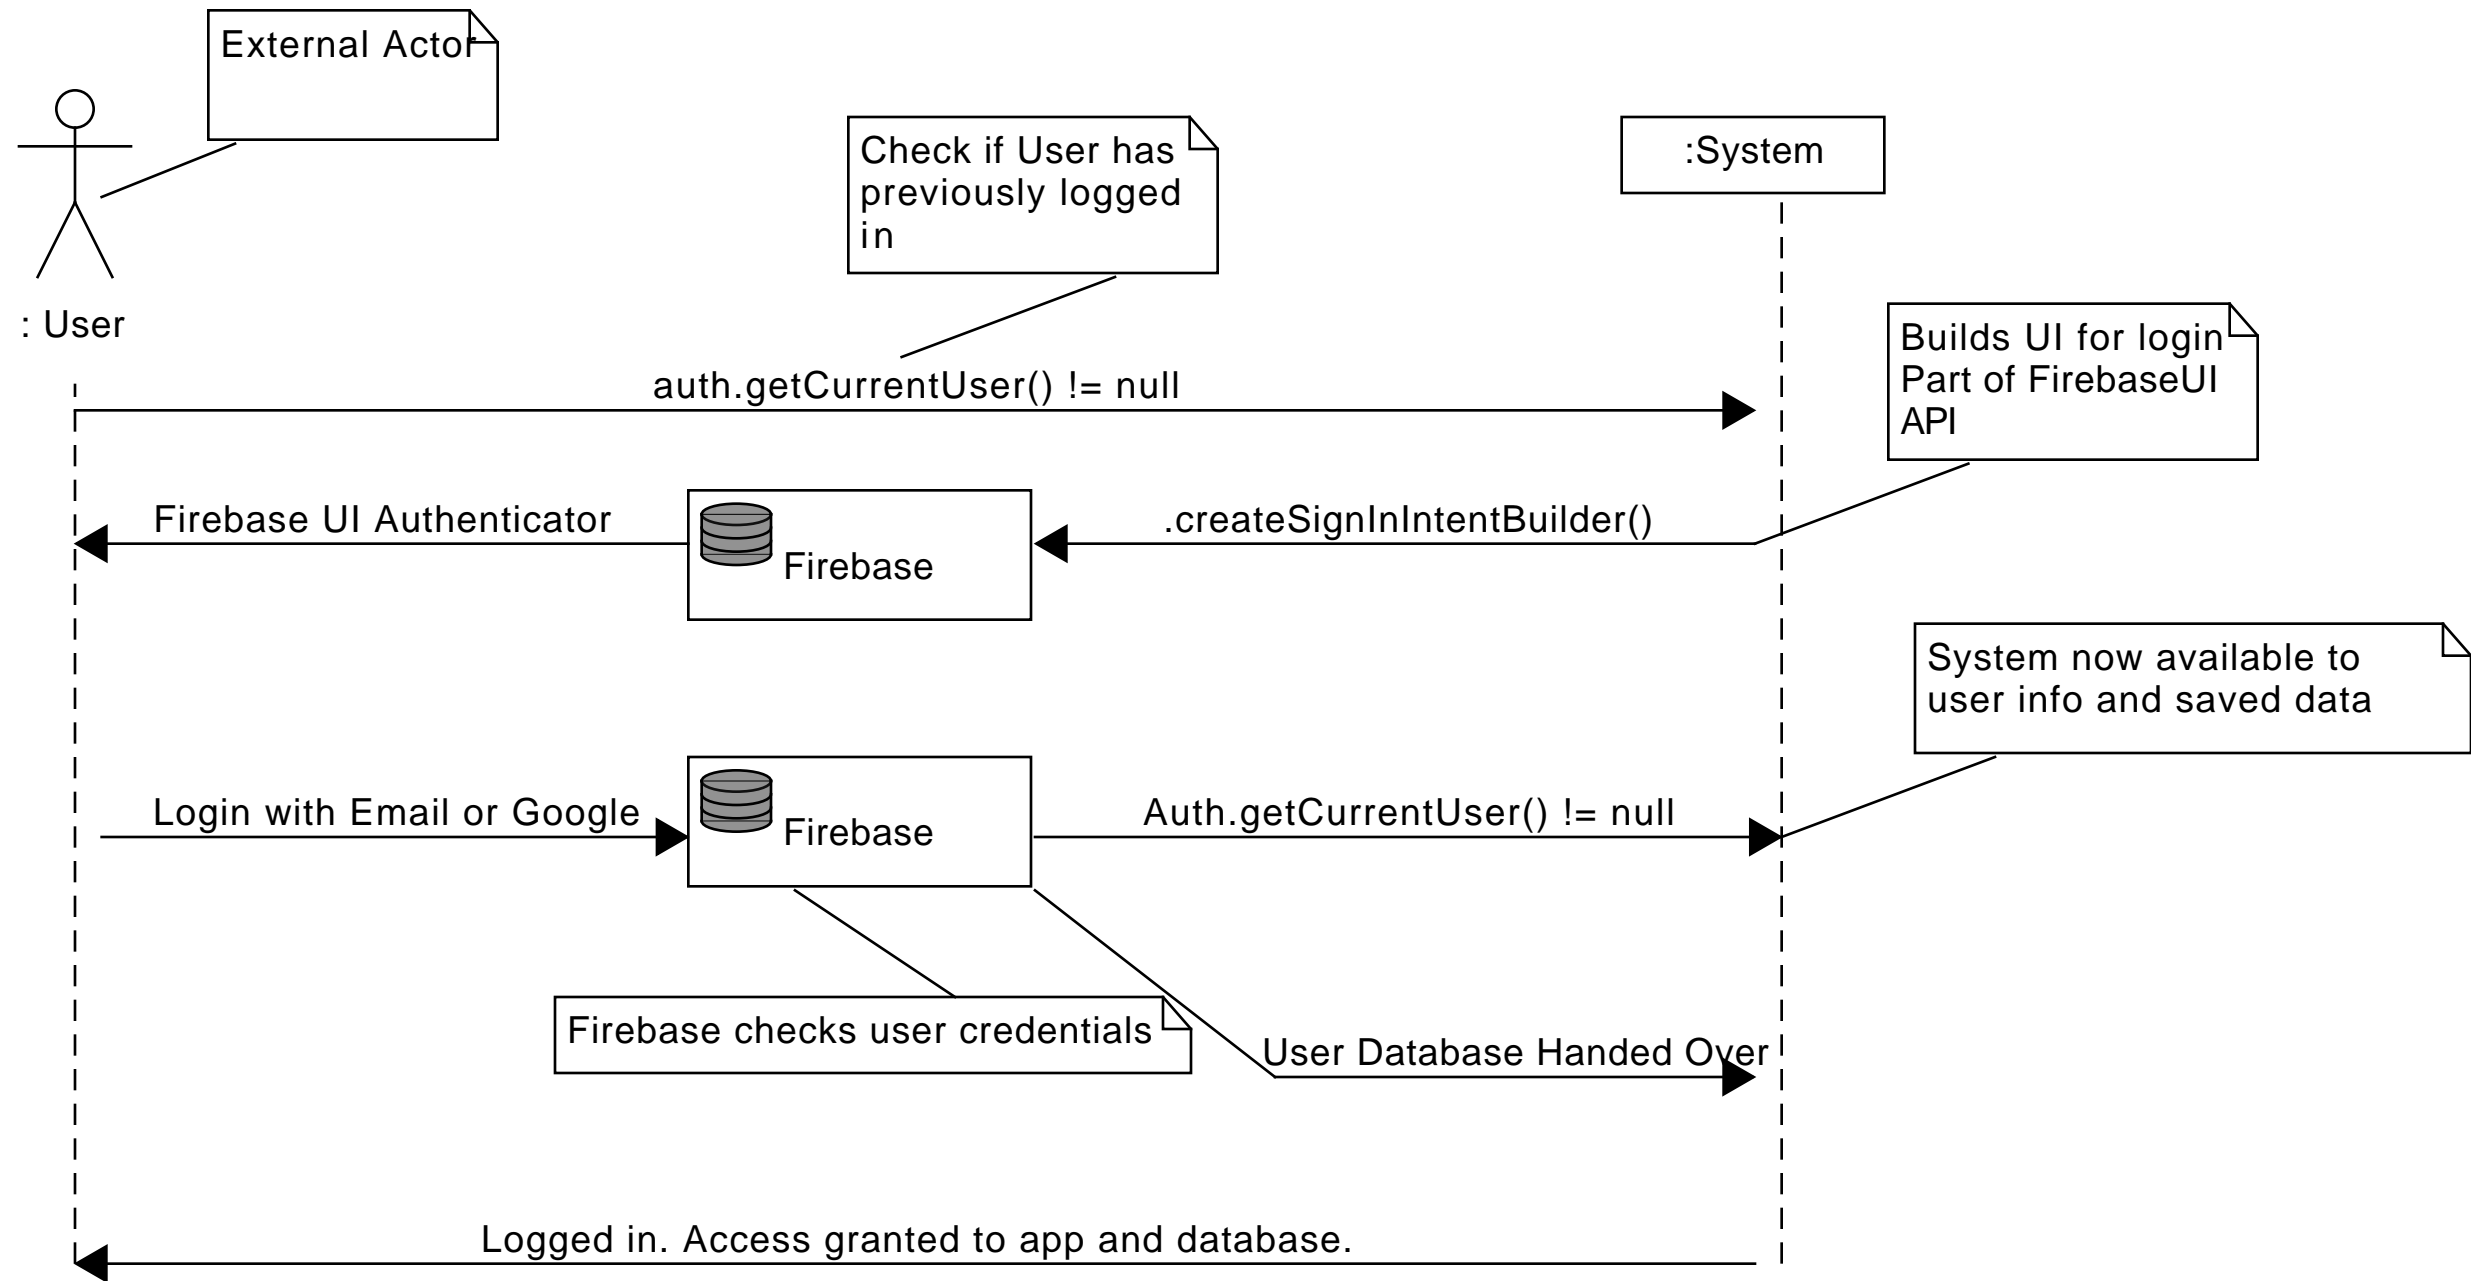 External Actor
: User
Check if User has
previously logged
in
:System
auth.getCurrentUser() != null
Builds UI for login
Part of FirebaseUI
API
Firebase UI Authenticator
Firebase
.createSignInIntentBuilder()
System now available to
user info and saved data
Login with Email or Google
Firebase
Auth.getCurrentUser() != null
Firebase checks user credentials
User Database Handed Over
Logged in. Access granted to app and database.